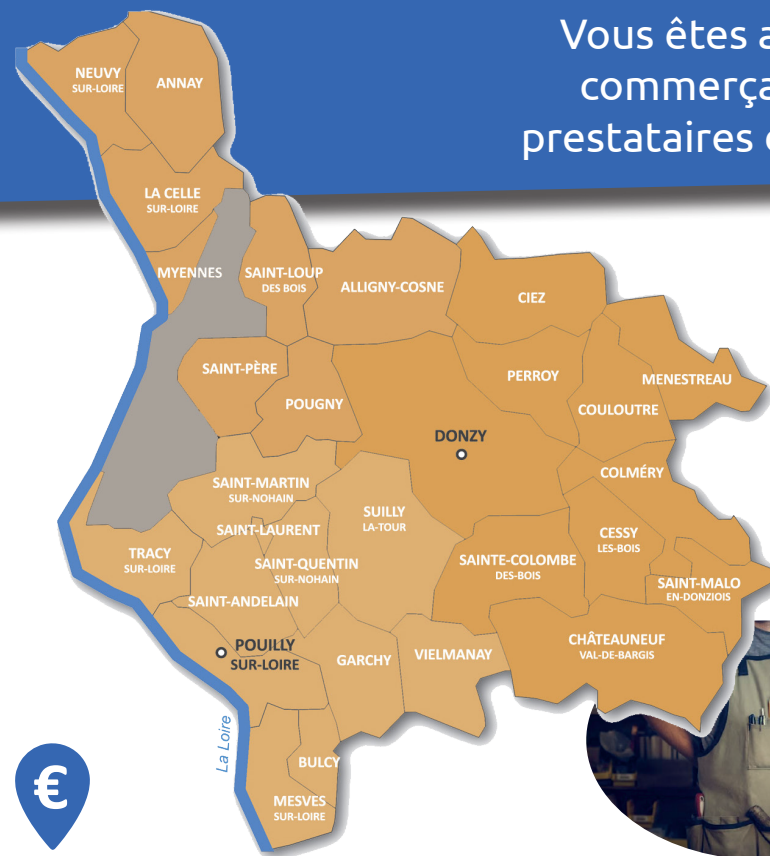 Vous êtes a
commerça
prestataires
NEUVY
SUR-LOIRE
ANNAY
LA CELLE
SUR-LOIRE
MYENNES
SAINT-LOUP
DES BOIS
ALLIGNY-COSNE
CIEZ
SAINT-PÈRE
POUGNY
PERROY
MENESTREAU
COULOUTRE
DONZY
COLMÉRY
SAINT-MARTIN
SUR-NOHAIN
SUILLY
LA-TOUR
SAINT-LAURENT
CESSY
LES-BOIS
TRACY
SUR-LOIRE
SAINT-QUENTIN
SUR-NOHAIN
SAINTE-COLOMBE
DES-BOIS
SAINT-MALO
EN-DONZIOIS
SAINT-ANDELAIN
CHÂTEAUNEUF
VAL-DE-BARGIS
POUILLY
SUR-LOIRE
GARCHY
VIELMANAY
La Loire
BULCY
MESVES
SUR-LOIRE
€